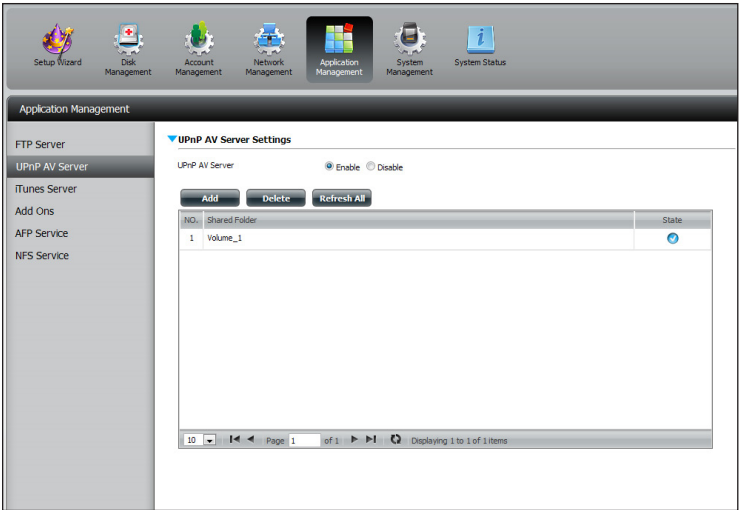 Setup Wizard
Disk Management
Account Management
Network Management
Application Management
System Management
System Status
Application Management
FTP Server
UPnP AV Server
iTunes Server
Add Ons
AFP Service
NFS Service
UPnP AV Server Settings
UPnP AV Server Enable Disable
Add Delete Refresh All
NO. Shared Folder State
1 Volume_1
10 Page 1 of 1 Displaying 1 to 1 of 1 items